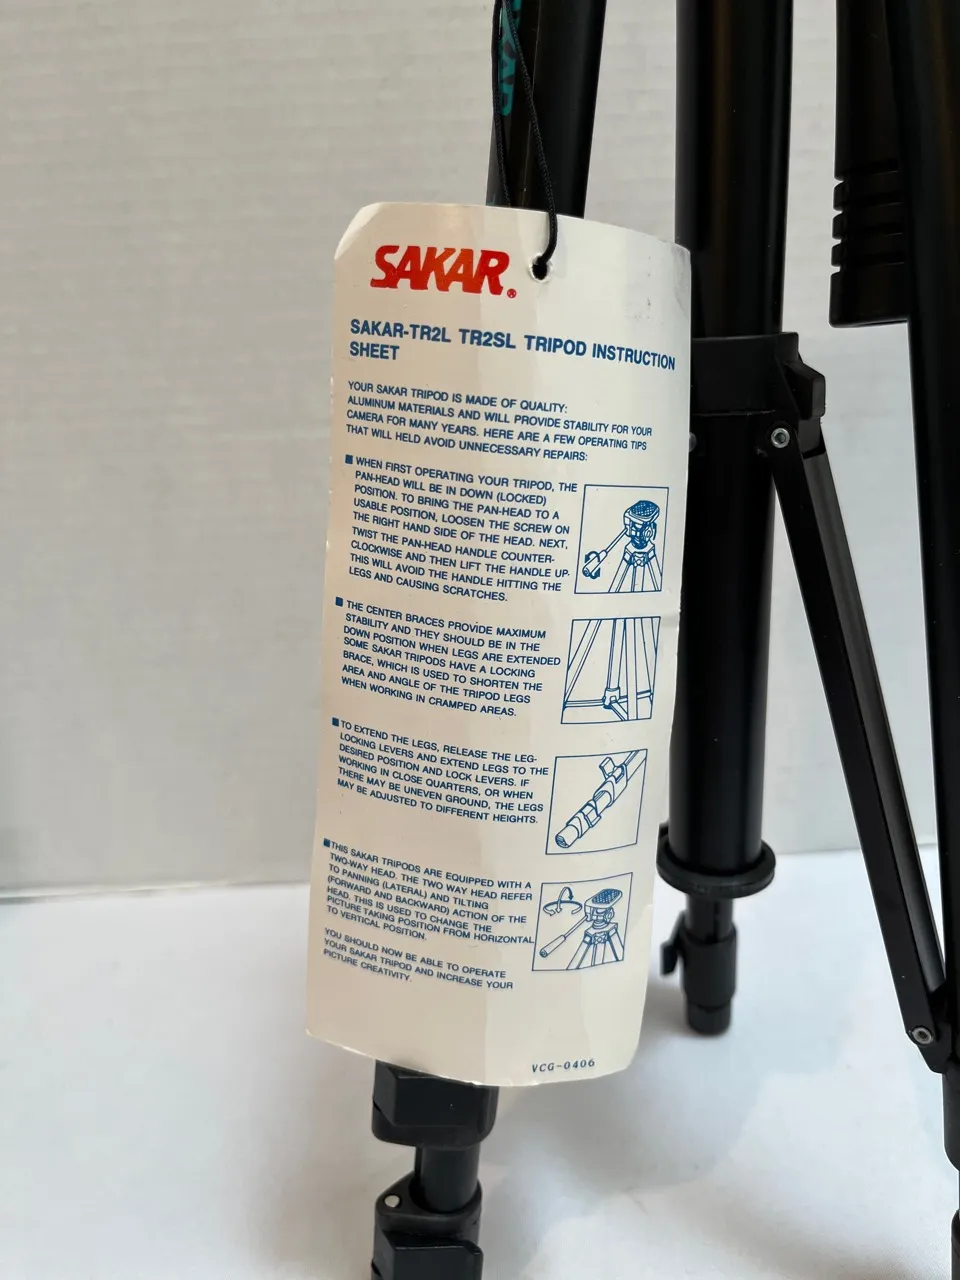 SAKAR
SAKAR®
SAKAR-TR2L TR2SL TRIPOD INSTRUCTION
SHEET
YOUR SAKAR TRIPOD IS MADE OF QUALITY:
ALUMINUM MATERIALS AND WILL PROVIDE STABILITY FOR YOUR
CAMERA FOR MANY YEARS. HERE ARE A FEW OPERATING TIPS
THAT WILL HELD AVOID UNNECESSARY REPAIRS:
■ WHEN FIRST OPERATING YOUR TRIPOD, THE
PAN-HEAD WILL BE IN DOWN (LOCKED)
POSITION. TO BRING THE PAN-HEAD TO A
USABLE POSITION, LOOSEN THE SCREW ON
THE RIGHT HAND SIDE OF THE HEAD. NEXT,
TWIST THE PAN-HEAD HANDLE COUNTER-
CLOCKWISE AND THEN LIFT THE HANDLE UP-
THIS WILL AVOID THE HANDLE HITTING THE
LEGS AND CAUSING SCRATCHES.
■ THE CENTER BRACES PROVIDE MAXIMUM
STABILITY AND THEY SHOULD BE IN THE
DOWN POSITION WHEN LEGS ARE EXTENDED
SOME SAKAR TRIPODS HAVE A LOCKING
BRACE, WHICH IS USED TO SHORTEN THE
AREA AND ANGLE OF THE TRIPOD LEGS
WHEN WORKING IN CRAMPED AREAS.
■ TO EXTEND THE LEGS, RELEASE THE LEG-
LOCKING LEVERS AND EXTEND LEGS TO THE
DESIRED POSITION AND LOCK LEVERS. IF
WORKING IN CLOSE QUARTERS, OR WHEN
THERE MAY BE UNEVEN GROUND, THE LEGS
MAY BE ADJUSTED TO DIFFERENT HEIGHTS.
■ THIS SAKAR TRIPODS ARE EQUIPPED WITH A
TWO-WAY HEAD. THE TWO WAY HEAD REFER
TO PANNING (LATERAL) AND TILTING
(FORWARD AND BACKWARD) ACTION OF THE
HEAD. THIS IS USED TO CHANGE THE
PICTURE TAKING POSITION FROM HORIZONTAL
TO VERTICAL POSITION.
YOU SHOULD NOW BE ABLE TO OPERATE
YOUR SAKAR TRIPOD AND INCREASE YOUR
PICTURE CREATIVITY.
VCG-0406